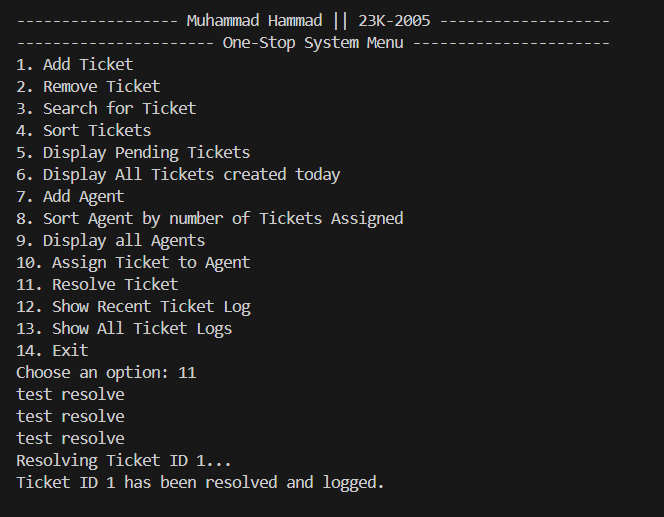 ------------------ Muhammad Hammad || 23K-2005 -------------------
---------------------- One-Stop System Menu ----------------------
1. Add Ticket
2. Remove Ticket
3. Search for Ticket
4. Sort Tickets
5. Display Pending Tickets
6. Display All Tickets created today
7. Add Agent
8. Sort Agent by number of Tickets Assigned
9. Display all Agents
10. Assign Ticket to Agent
11. Resolve Ticket
12. Show Recent Ticket Log
13. Show All Ticket Logs
14. Exit
Choose an option: 11
test resolve
test resolve
test resolve
Resolving Ticket ID 1...
Ticket ID 1 has been resolved and logged.